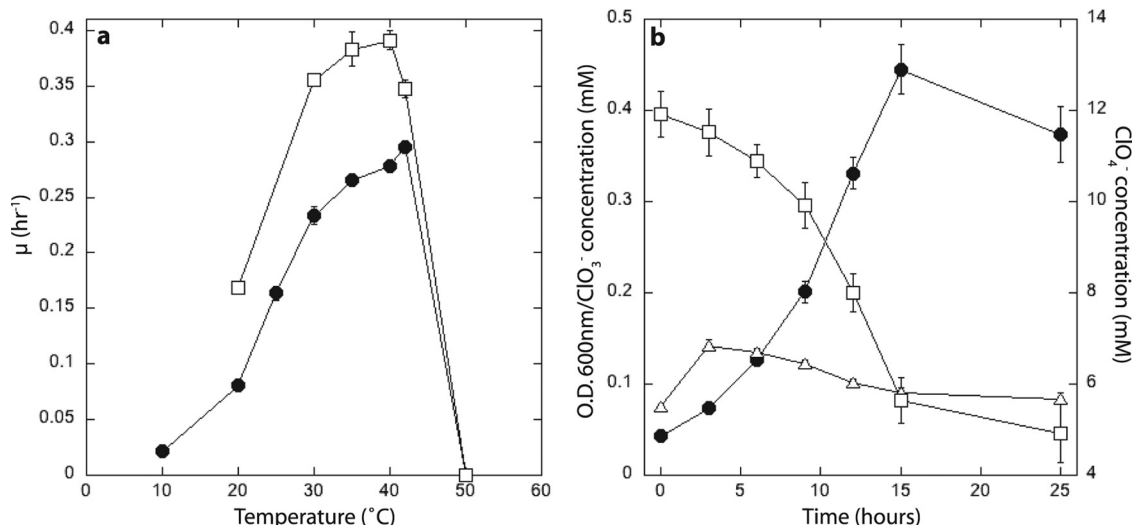 a
0.4
0.35
0.3
0.25
0.2
0.15
0.1
0.05
0
μ (hr⁻¹)
0 10 20 30 40 50 60
Temperature (˚C)
b
0.5
0.4
0.3
0.2
0.1
0
O.D.600nm/ClO₃⁻ concentration (mM)
14
12
10
8
6
4
ClO₄⁻ concentration (mM)
0 5 10 15 20 25
Time (hours)